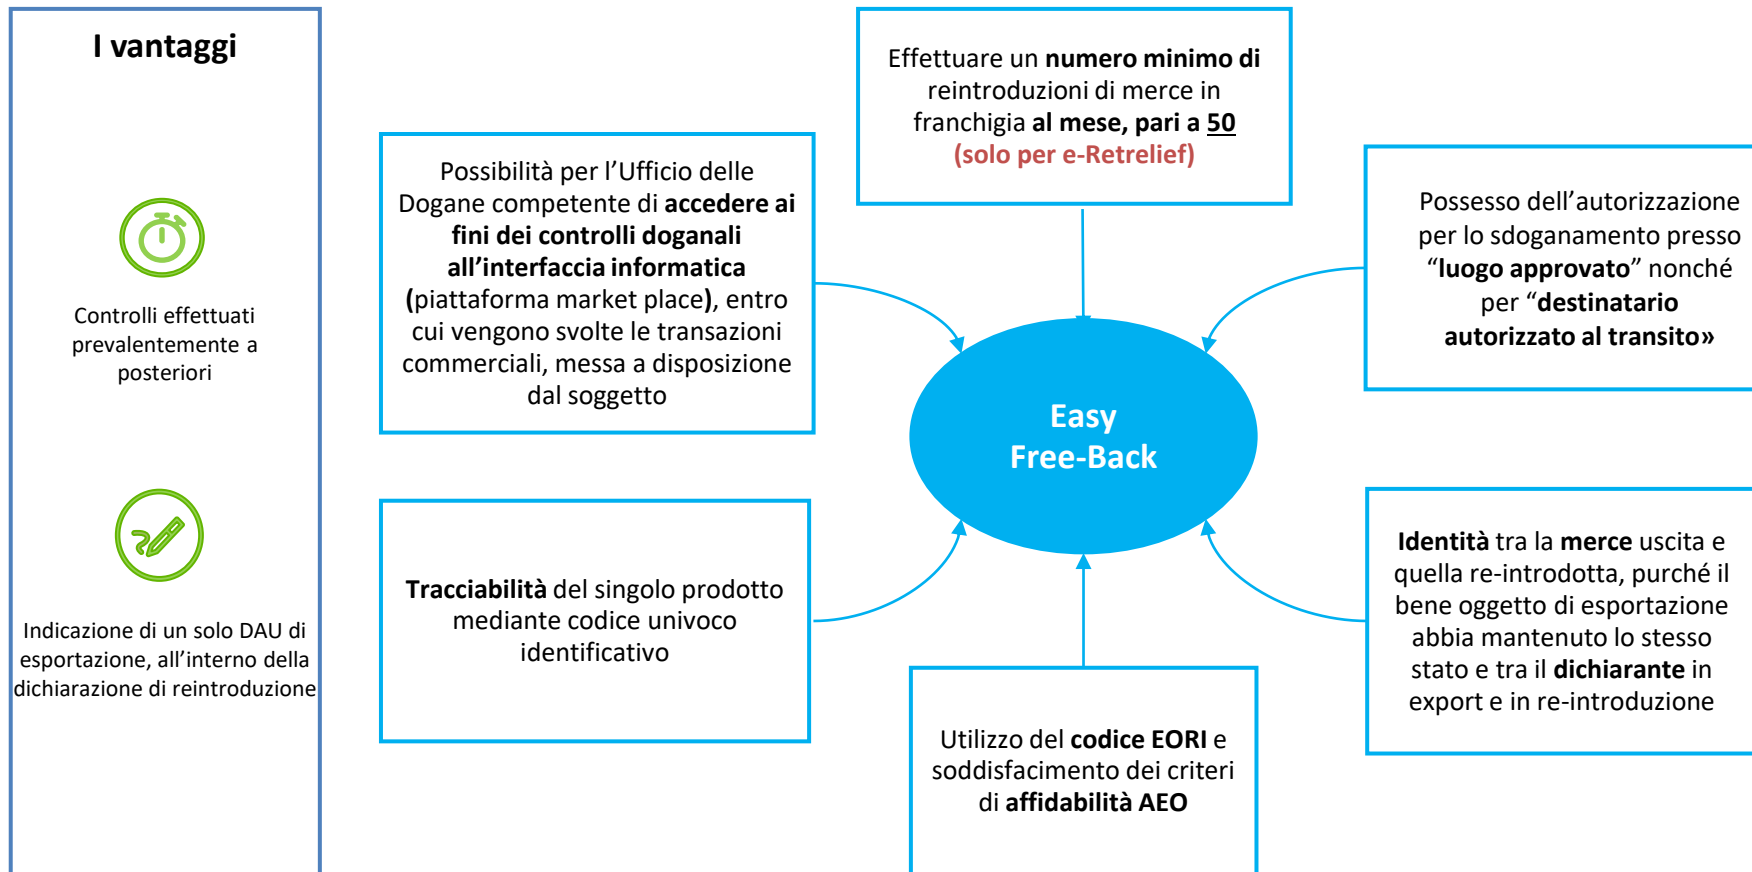 I vantaggi
Controlli effettuati
prevalentemente a
posteriori
Indicazione di un solo DAU di
esportazione, all’interno della
dichiarazione di reintroduzione
Possibilità per l’Ufficio delle
Dogane competente di accedere ai
fini dei controlli doganali
all’interfaccia informatica
(piattaforma market place), entro
cui vengono svolte le transazioni
commerciali, messa a disposizione
dal soggetto
Effettuare un numero minimo di
reintroduzioni di merce in
franchigia al mese, pari a 50
(solo per e-Retrelief)
Possesso dell’autorizzazione
per lo sdoganamento presso
“luogo approvato” nonché
per “destinatario
autorizzato al transito»
Easy
Free-Back
Tracciabilità del singolo prodotto
mediante codice univoco
identificativo
Utilizzo del codice EORI e
soddisfacimento dei criteri
di affidabilità AEO
Identità tra la merce uscita e
quella re-introdotta, purché il
bene oggetto di esportazione
abbia mantenuto lo stesso
stato e tra il dichiarante in
export e in re-introduzione